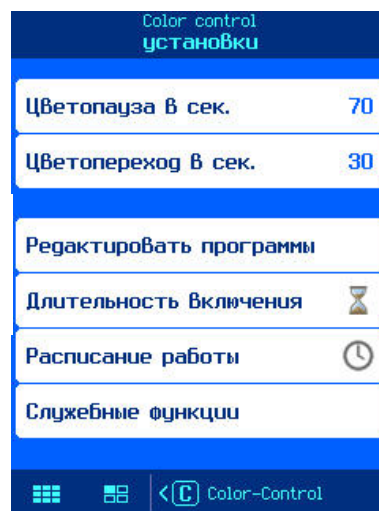 Color control
установки
Цветопауза в сек. 70
Цветопереход в сек. 30
Редактировать программы
Длительность включения
Расписание работы
Служебные функции
<C Color-Control